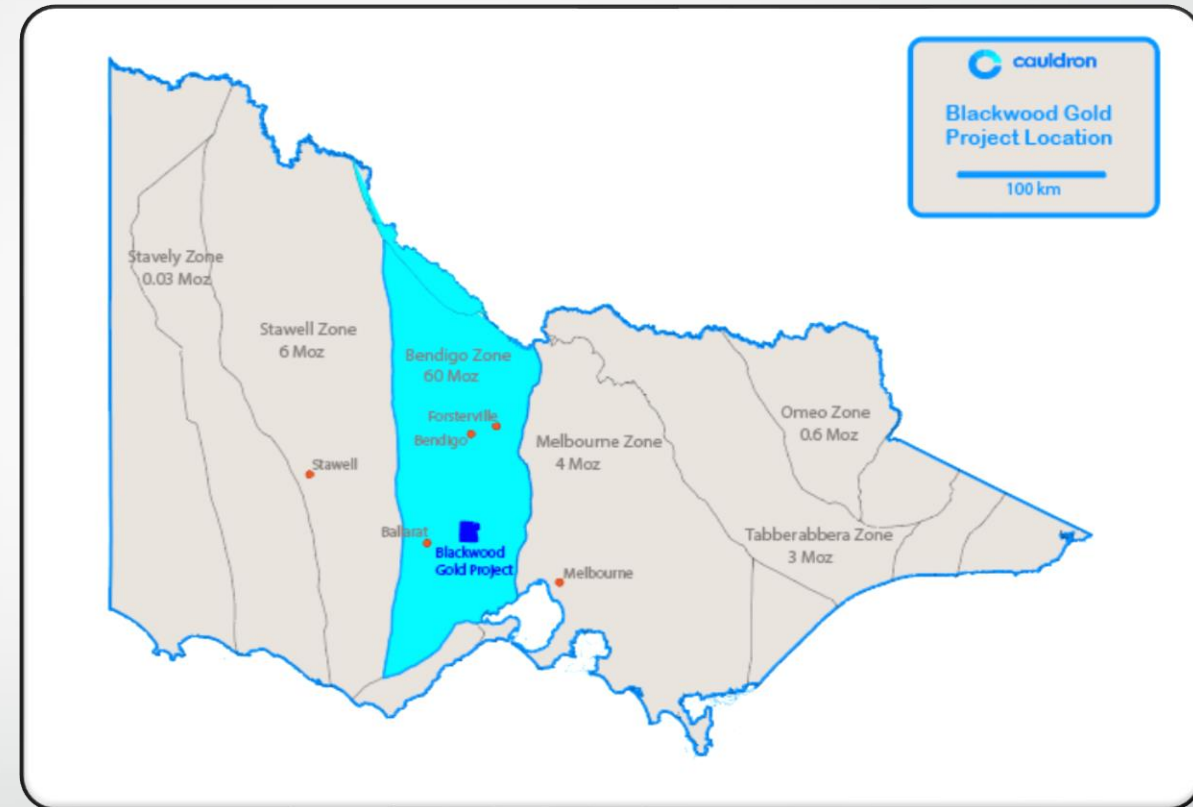 cauldron
Blackwood Gold
Project Location
100 km
Stavely Zone
0.03 Moz
Stawell Zone
6 Moz
Bendigo Zone
60 Moz
Forsterville
Bendigo
Melbourne Zone
4 Moz
Omeo Zone
0.6 Moz
Stawell
Ballarat
Blackwood
Gold Project
Melbourne
Tabberabbera Zone
3 Moz